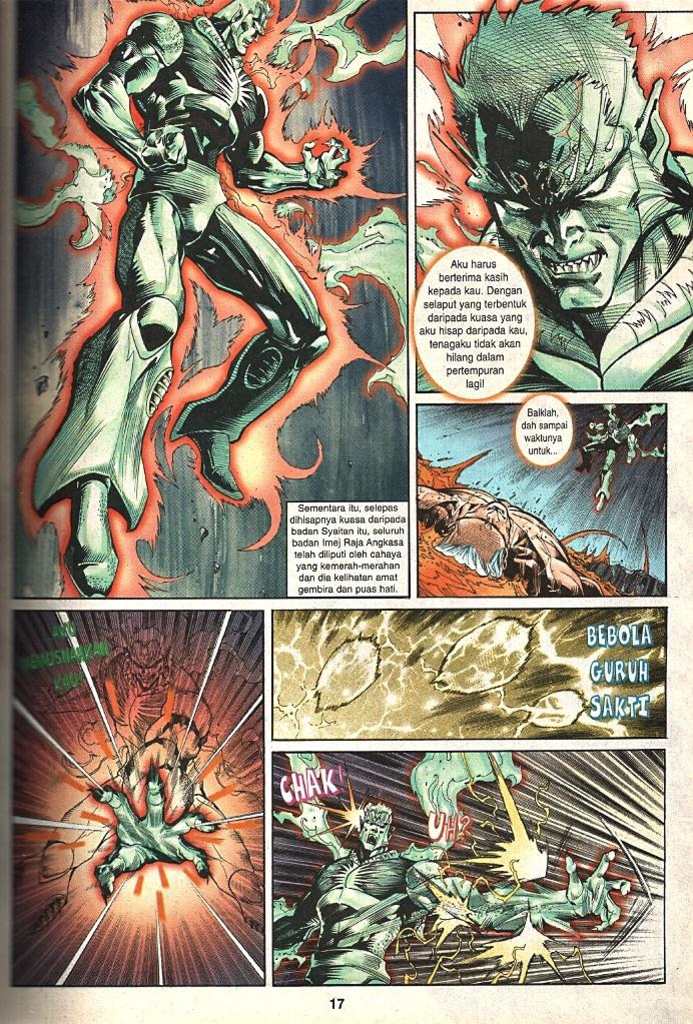 Sementara itu, selepas
dihisapnya kuasa daripada
badan Syaitan itu, seluruh
badan Imej Raja Angkasa
telah diliputi oleh cahaya
yang kemerah-merahan
dan dia kelihatan amat
gembira dan puas hati.
Aku harus
berterima kasih
kepada kau. Dengan
selaput yang terbentuk
daripada kuasa yang
aku hisap daripada kau,
tenagaku tidak akan
hilang dalam
pertempuran
lagi!
Baiklah,
dah sampai
waktunya
untuk...
AKU
MEMUSNAHKAN
KAU!
BEBOLA
GURUH
SAKTI
CHAK!
UH?
17